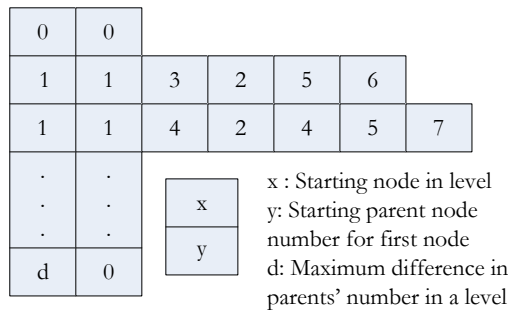 0 0
1 1 3 2 5 6
1 1 4 2 4 5 7
. .
. .
. .
d 0
x
y
x : Starting node in level
y: Starting parent node
number for first node
d: Maximum difference in
parents' number in a level